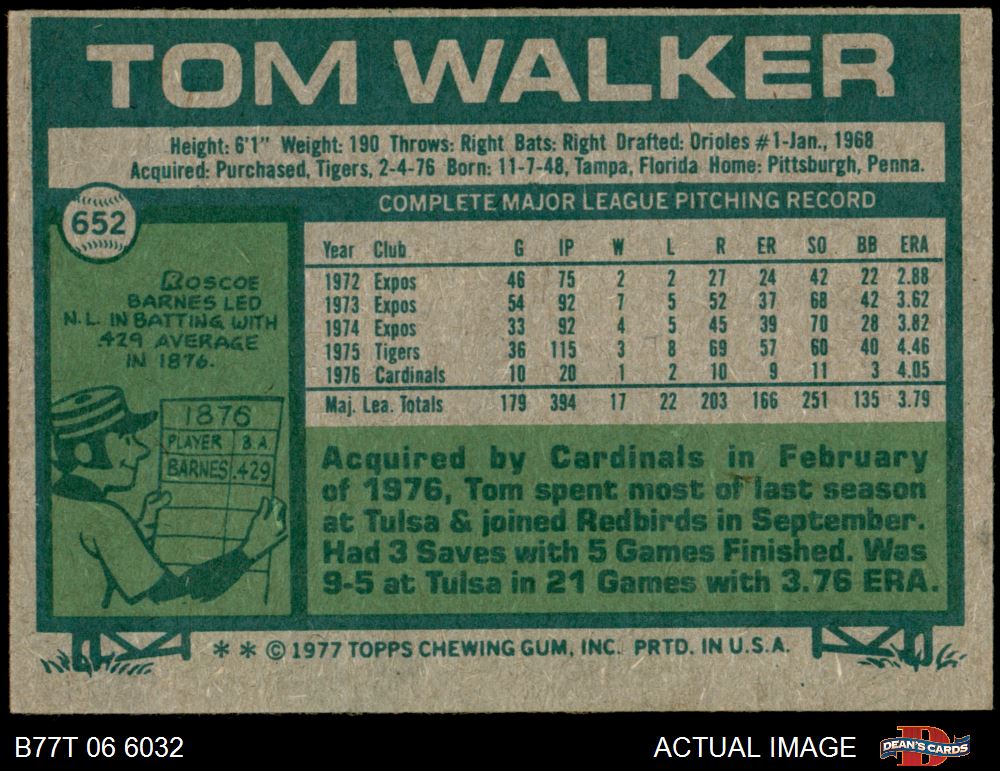 TOM WALKER
Height: 6'1" Weight: 190 Throws: Right Bats: Right Drafted: Orioles #1-Jan., 1968
Acquired: Purchased, Tigers, 2-4-76 Born: 11-7-48, Tampa, Florida Home: Pittsburgh, Penna.
652
COMPLETE MAJOR LEAGUE PITCHING RECORD
Year Club G IP W L R ER SO BB ERA
1972 Expos 46 75 2 2 27 24 42 22 2.88
1973 Expos 54 92 7 5 52 37 68 42 3.62
1974 Expos 33 92 4 5 45 39 70 28 3.82
1975 Tigers 36 115 3 8 69 57 60 40 4.46
1976 Cardinals 10 20 1 2 10 9 11 3 4.05
Maj. Lea. Totals 179 394 17 22 203 166 251 135 3.79
ROSCOE
BARNES LED
N.L. IN BATTING WITH
.429 AVERAGE
IN 1876.
1876
PLAYER B.A
BARNES .429
Acquired by Cardinals in February
of 1976, Tom spent most of last season
at Tulsa & joined Redbirds in September.
Had 3 Saves with 5 Games Finished. Was
9-5 at Tulsa in 21 Games with 3.76 ERA.
* * © 1977 TOPPS CHEWING GUM, INC. PRTD. IN U.S.A.
B77T 06 6032
ACTUAL IMAGE
DEAN'S CARDS